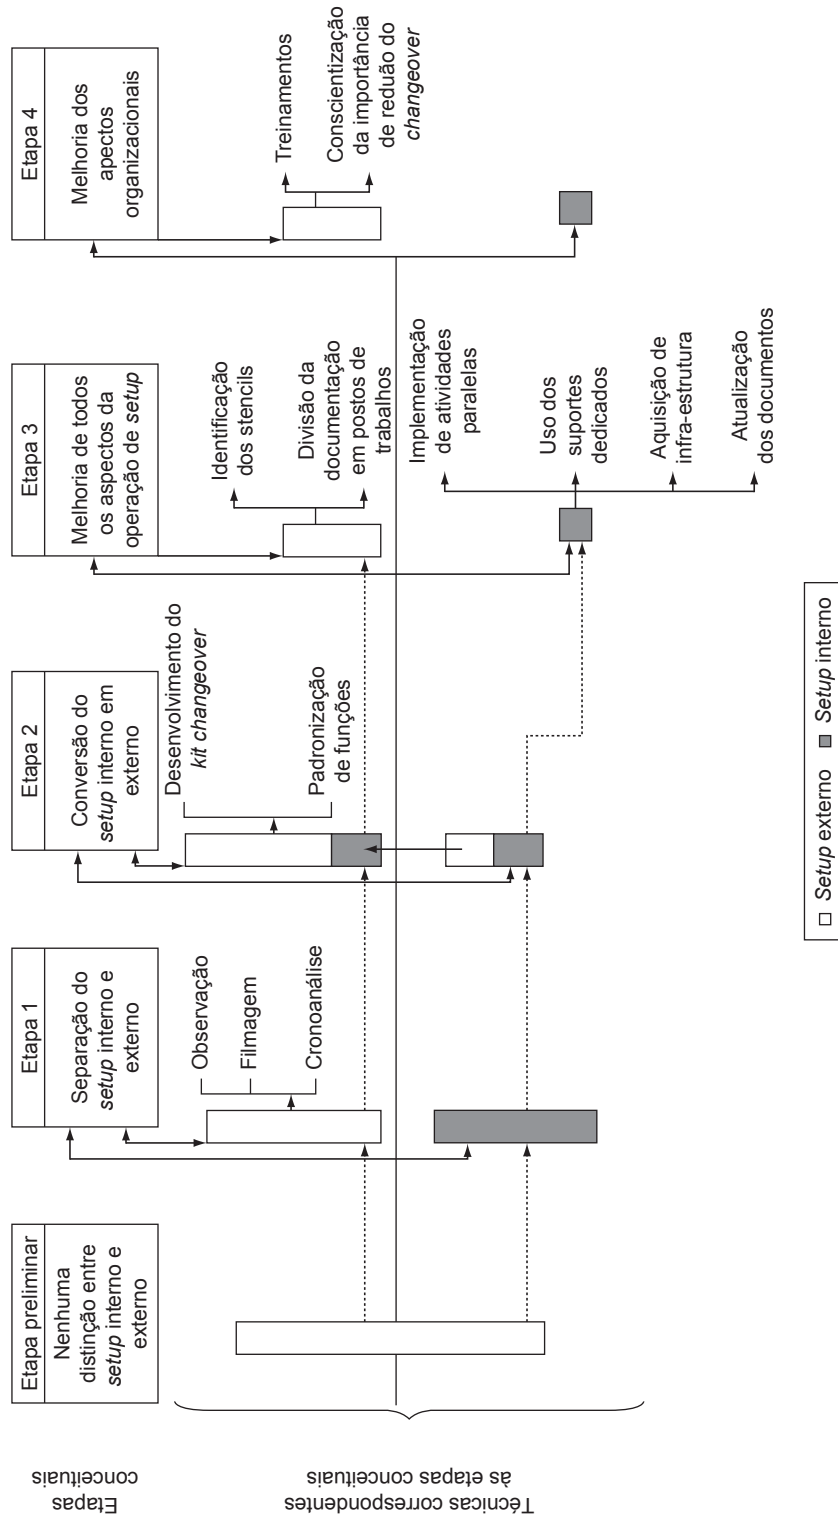 Etapas
conceituais
Técnicas correspondentes
às etapas conceituais
Etapa preliminar
Nenhuma
distinção entre
setup interno e
externo
Etapa 1
Separação do
setup interno e
externo
Observação
Filmagem
Cronoanálise
Etapa 2
Conversão do
setup interno em
externo
Desenvolvimento do
kit changeover
Padronização
de funções
Etapa 3
Melhoria de todos
os aspectos da
operação de setup
Identificação
dos stencils
Divisão da
documentação
em postos de
trabalhos
Implementação
de atividades
paralelas
Uso dos
suportes
dedicados
Aquisição de
infra-estrutura
Atualização
dos documentos
Etapa 4
Melhoria dos
apectos
organizacionais
Treinamentos
Conscientização
da importância
de reduão do
changeover
Setup externo
Setup interno